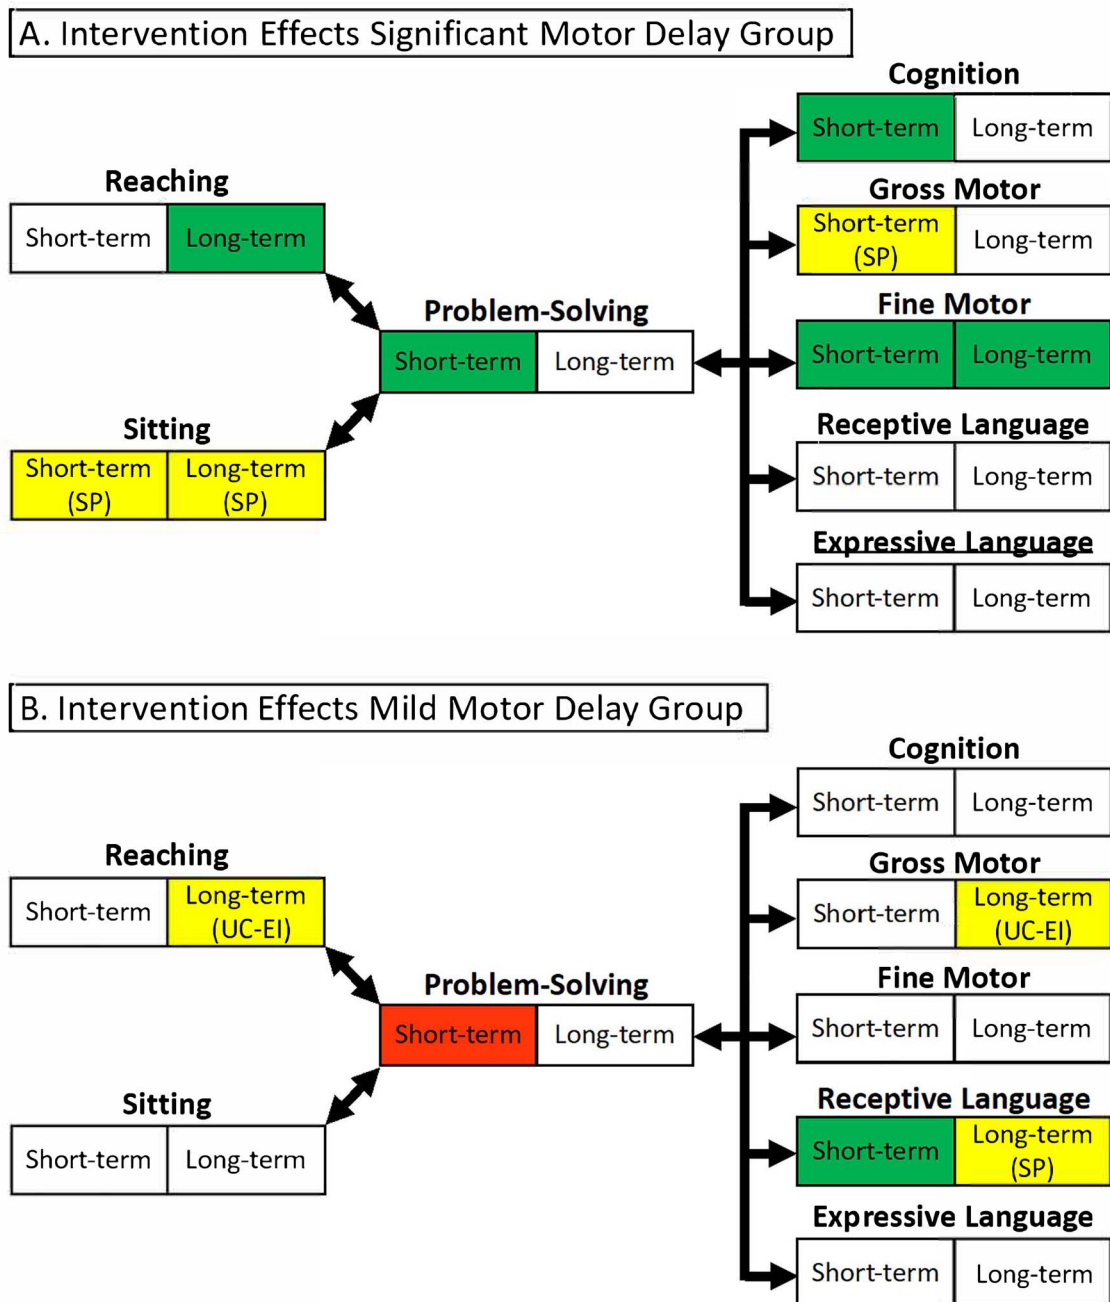 A. Intervention Effects Significant Motor Delay Group
Reaching
Short-term
Long-term
Sitting
Short-term
(SP)
Long-term
(SP)
Problem-Solving
Short-term
Long-term
Cognition
Short-term
Long-term
Gross Motor
Short-term
(SP)
Long-term
Fine Motor
Short-term
Long-term
Receptive Language
Short-term
Long-term
Expressive Language
Short-term
Long-term
B. Intervention Effects Mild Motor Delay Group
Reaching
Short-term
Long-term
(UC-EI)
Sitting
Short-term
Long-term
Problem-Solving
Short-term
Long-term
Cognition
Short-term
Long-term
Gross Motor
Short-term
Long-term
(UC-EI)
Fine Motor
Short-term
Long-term
Receptive Language
Short-term
Long-term
(SP)
Expressive Language
Short-term
Long-term